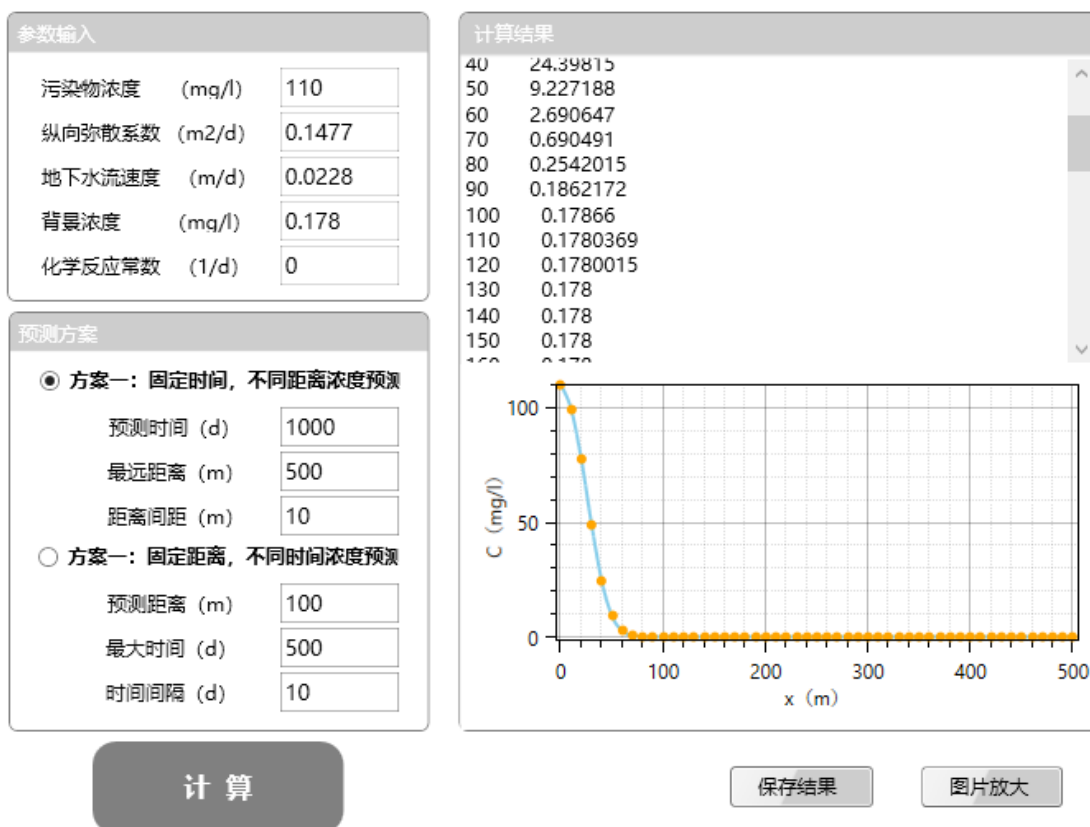 参数输入
污染物浓度 (mg/l) 110
纵向弥散系数 (m2/d) 0.1477
地下水流速度 (m/d) 0.0228
背景浓度 (mg/l) 0.178
化学反应常数 (1/d) 0
预测方案
方案一：固定时间，不同距离浓度预测
预测时间（d） 1000
最远距离（m） 500
距离间距（m） 10
方案一：固定距离，不同时间浓度预测
预测距离（m） 100
最大时间（d） 500
时间间隔（d） 10
计算
计算结果
40 24.39815
50 9.227188
60 2.690647
70 0.690491
80 0.2542015
90 0.1862172
100 0.17866
110 0.1780369
120 0.1780015
130 0.178
140 0.178
150 0.178
160 0.178
C（mg/l）
100
50
0
0 100 200 300 400 500
x（m）
保存结果 图片放大